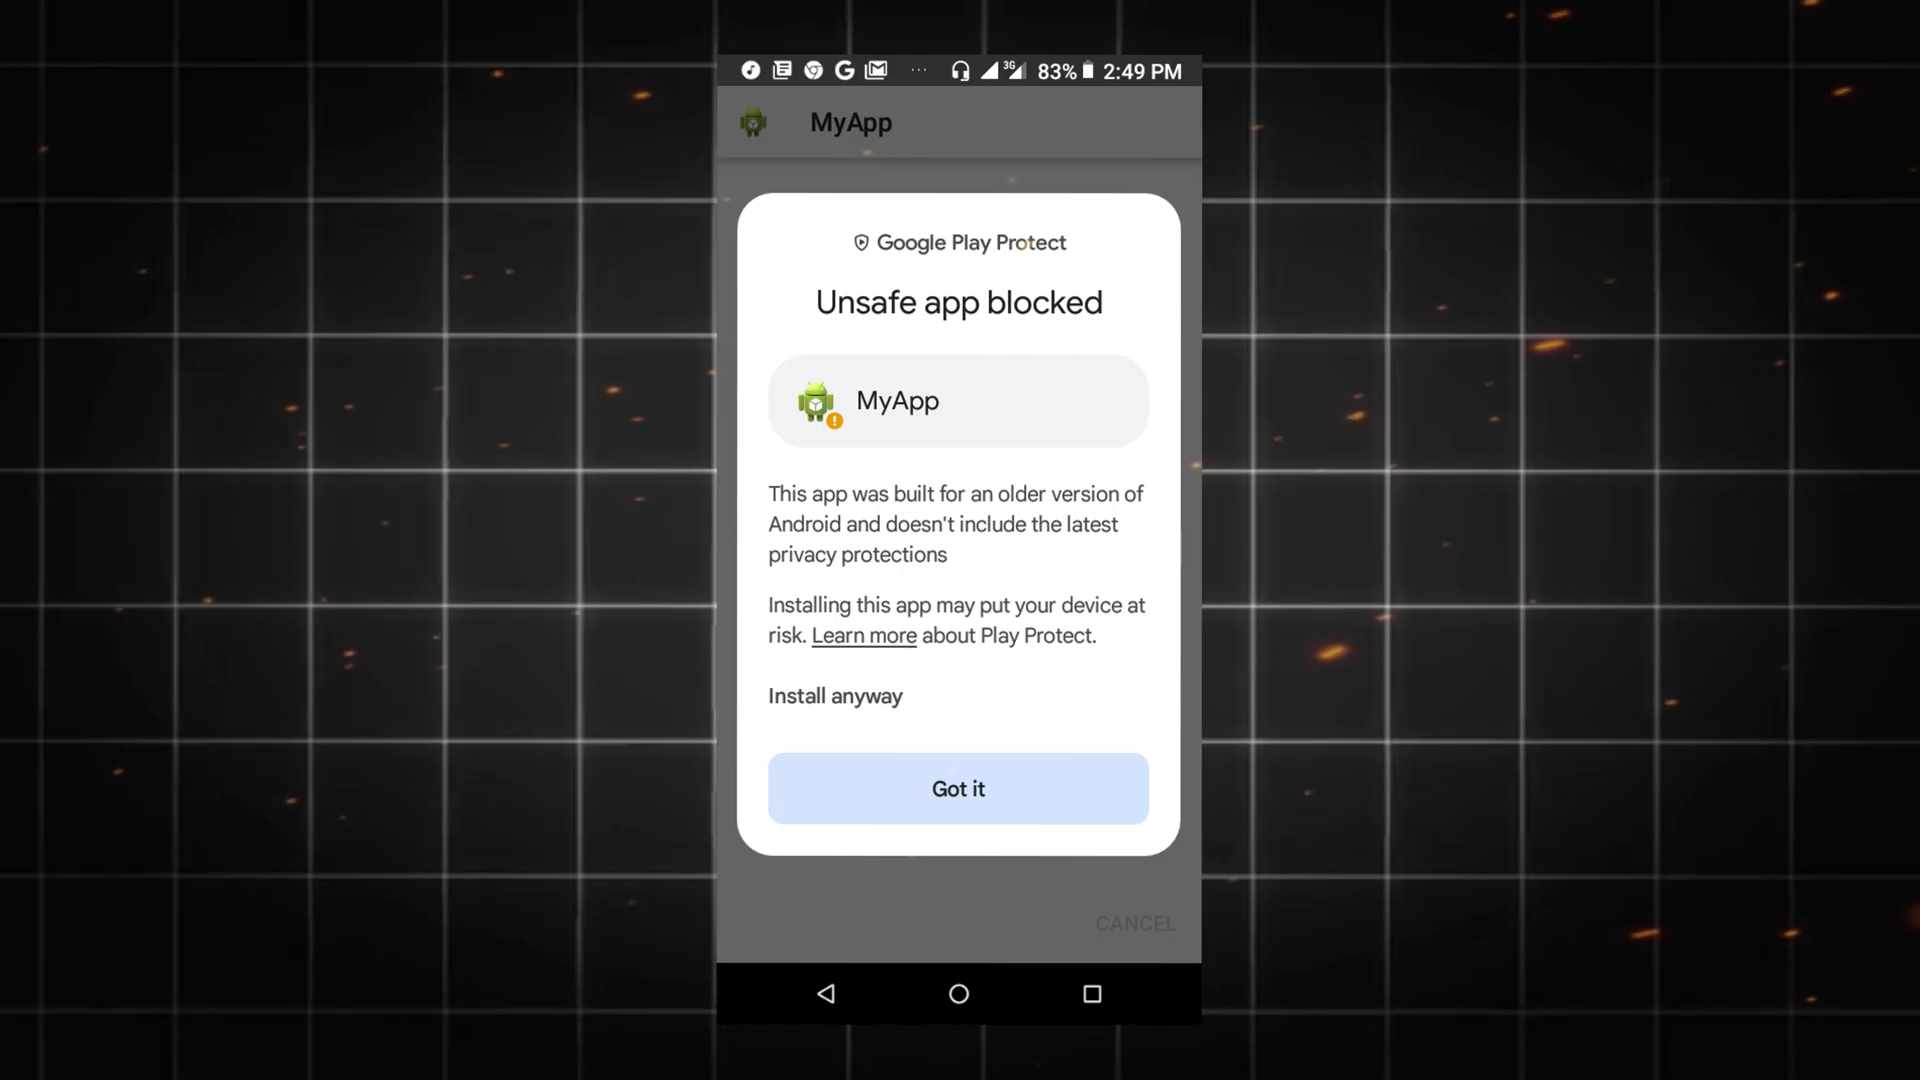 3G 83% 2:49 PM
MyApp
Google Play Protect
Unsafe app blocked
MyApp
This app was built for an older version of
Android and doesn't include the latest
privacy protections
Installing this app may put your device at
risk. Learn more about Play Protect.
Install anyway
Got it
CANCEL